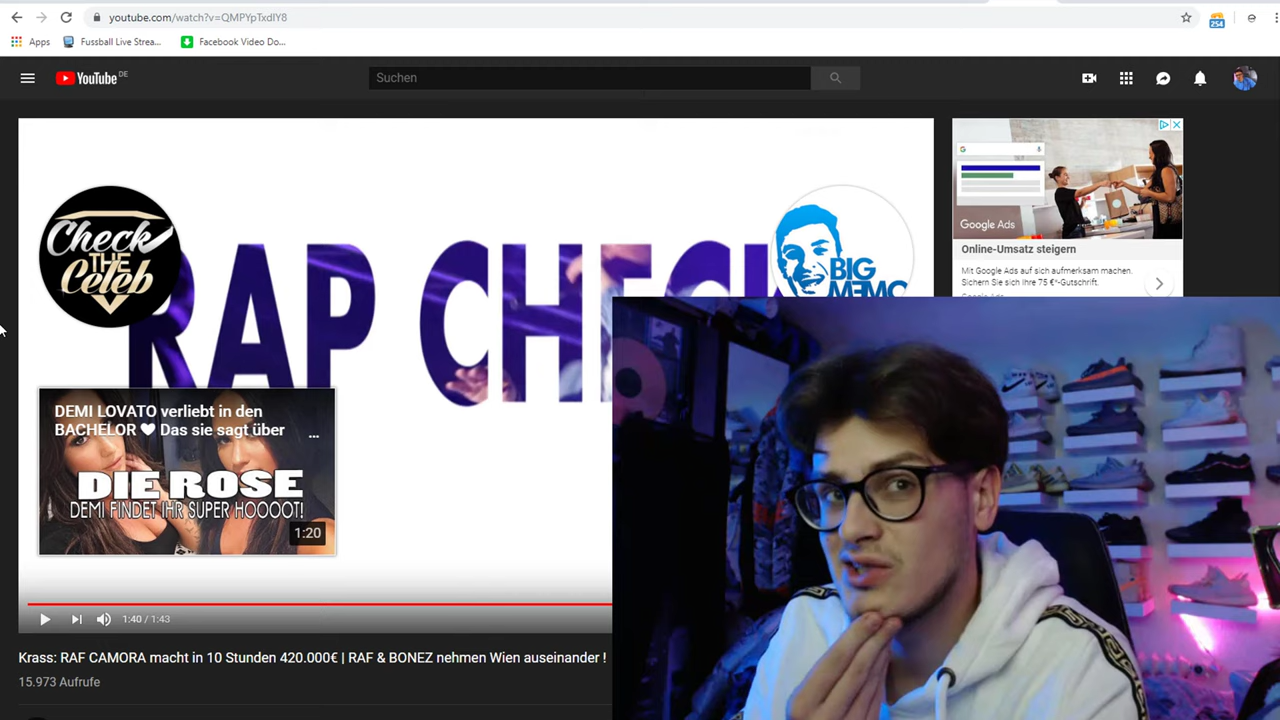 youtube.com/watch?v=QMPYpTxdIY8
254
Apps
Fussball Live Strea...
Facebook Video Do...
YouTube DE
Suchen
Check
THE
Celeb
RAP CHECK
BIG
MEMO
Google Ads
Online-Umsatz steigern
Mit Google Ads auf sich aufmerksam machen.
Sichern Sie sich Ihre 75 €*-Gutschrift.
DEMI LOVATO verliebt in den
BACHELOR ❤ Das sie sagt über
...
DIE ROSE
DEMI FINDET IHR SUPER HOOOOT!
1:20
1:40 / 1:43
Krass: RAF CAMORA macht in 10 Stunden 420.000€ | RAF & BONEZ nehmen Wien auseinander !
15.973 Aufrufe